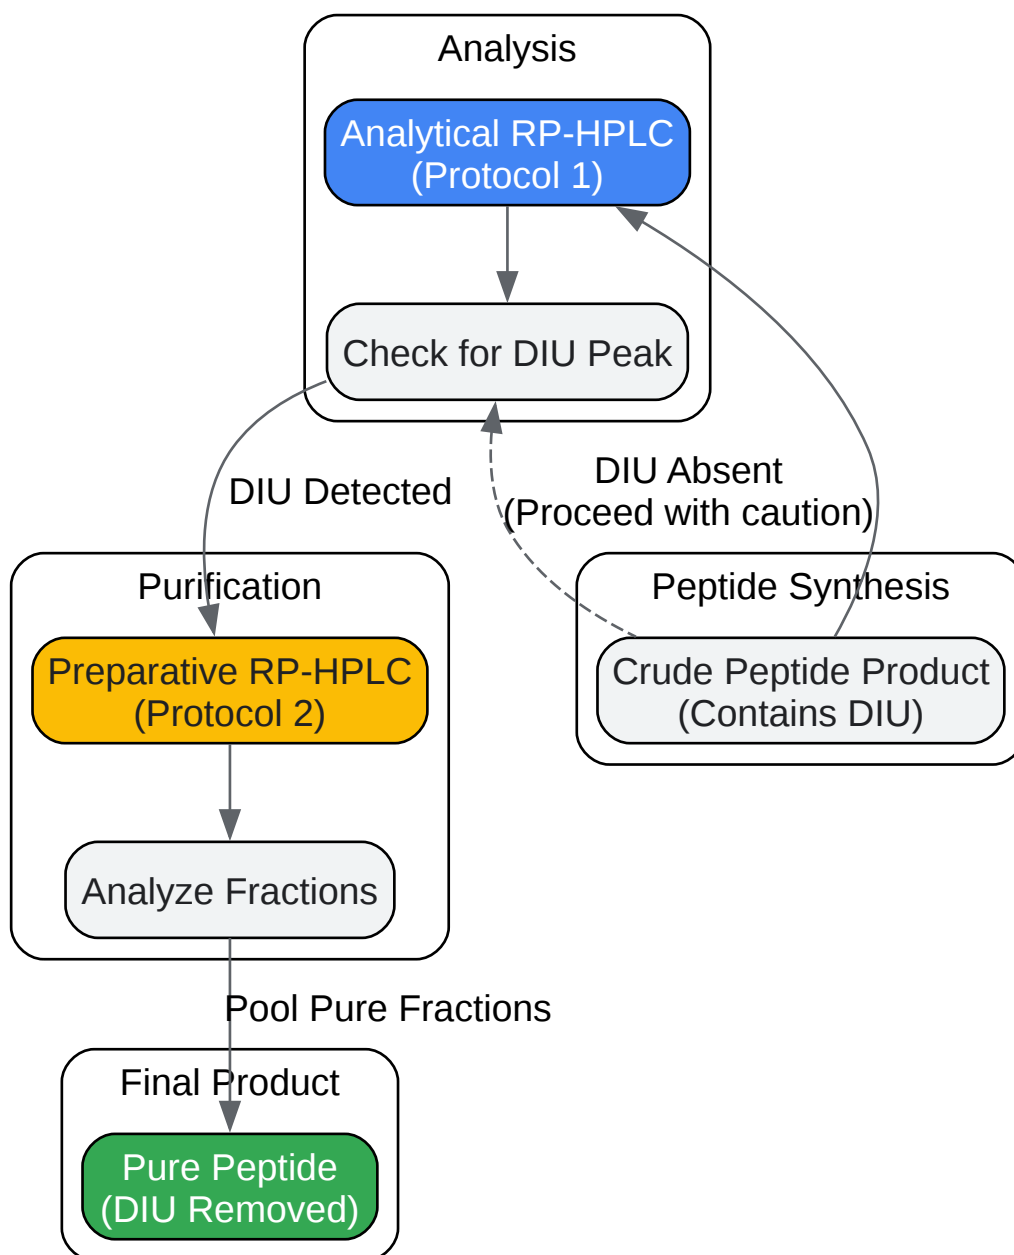 Analysis
Analytical RP-HPLC
(Protocol 1)
Check for DIU Peak
DIU Detected
DIU Absent
(Proceed with caution)
Purification
Preparative RP-HPLC
(Protocol 2)
Analyze Fractions
Peptide Synthesis
Crude Peptide Product
(Contains DIU)
Pool Pure Fractions
Final Product
Pure Peptide
(DIU Removed)